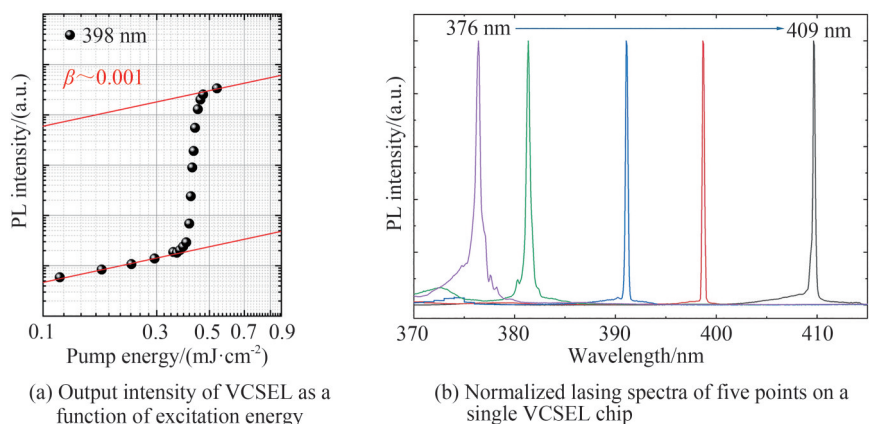 398 nm
β～0.001
PL intensity/(a.u.)
0.1
0.3
0.5
0.7
0.9
Pump energy/(mJ·cm-2)
(a) Output intensity of VCSEL as a
function of excitation energy
376 nm
409 nm
PL intensity/(a.u.)
370
380
390
400
410
Wavelength/nm
(b) Normalized lasing spectra of five points on a
single VCSEL chip